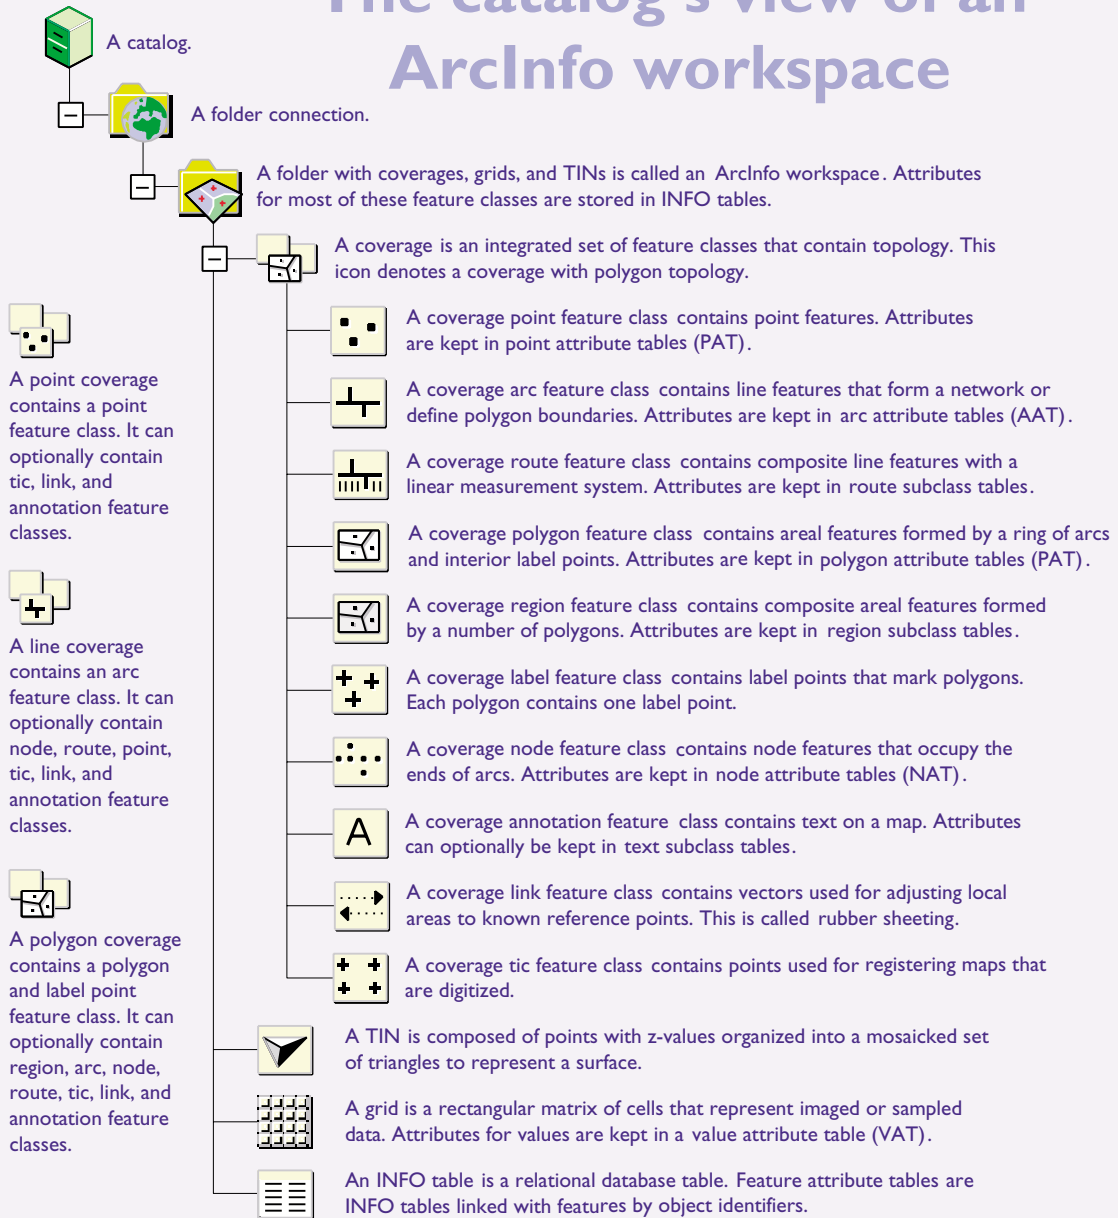 The catalog's view of an
ArcInfo workspace
A catalog.
A folder connection.
A folder with coverages, grids, and TINs is called an ArcInfo workspace. Attributes
for most of these feature classes are stored in INFO tables.
A coverage is an integrated set of feature classes that contain topology. This
icon denotes a coverage with polygon topology.
A coverage point feature class contains point features. Attributes
are kept in point attribute tables (PAT).
A coverage arc feature class contains line features that form a network or
define polygon boundaries. Attributes are kept in arc attribute tables (AAT).
A coverage route feature class contains composite line features with a
linear measurement system. Attributes are kept in route subclass tables.
A coverage polygon feature class contains areal features formed by a ring of arcs
and interior label points. Attributes are kept in polygon attribute tables (PAT).
A coverage region feature class contains composite areal features formed
by a number of polygons. Attributes are kept in region subclass tables.
A coverage label feature class contains label points that mark polygons.
Each polygon contains one label point.
A coverage node feature class contains node features that occupy the
ends of arcs. Attributes are kept in node attribute tables (NAT).
A
A coverage annotation feature class contains text on a map. Attributes
can optionally be kept in text subclass tables.
A coverage link feature class contains vectors used for adjusting local
areas to known reference points. This is called rubber sheeting.
A coverage tic feature class contains points used for registering maps that
are digitized.
A TIN is composed of points with z-values organized into a mosaicked set
of triangles to represent a surface.
A grid is a rectangular matrix of cells that represent imaged or sampled
data. Attributes for values are kept in a value attribute table (VAT).
An INFO table is a relational database table. Feature attribute tables are
INFO tables linked with features by object identifiers.
A point coverage
contains a point
feature class. It can
optionally contain
tic, link, and
annotation feature
classes.
A line coverage
contains an arc
feature class. It can
optionally contain
node, route, point,
tic, link, and
annotation feature
classes.
A polygon coverage
contains a polygon
and label point
feature class. It can
optionally contain
region, arc, node,
route, tic, link, and
annotation feature
classes.